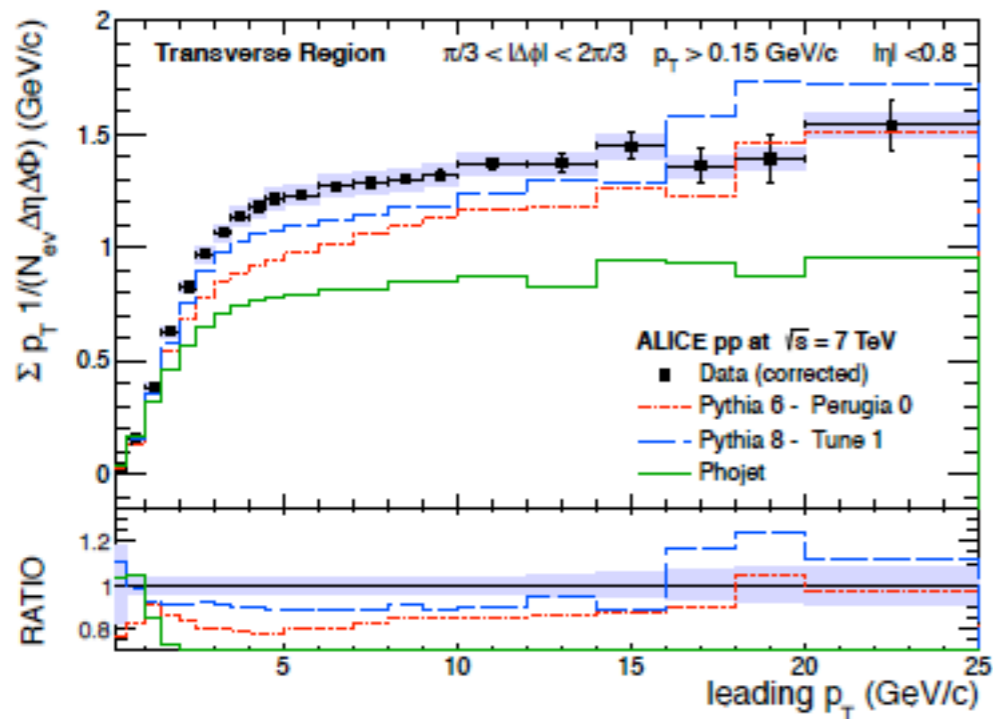 Transverse Region π/3 < |Δϕ| < 2π/3 p_T > 0.15 GeV/c |η| <0.8
Σ p_T 1/(N_ev ΔηΔΦ) (GeV/c)
2
1.5
1
0.5
0
ALICE pp at √s = 7 TeV
Data (corrected)
Pythia 6 - Perugia 0
Pythia 8 - Tune 1
Phojet
RATIO
1.2
1
0.8
5 10 15 20 25
leading p_T (GeV/c)